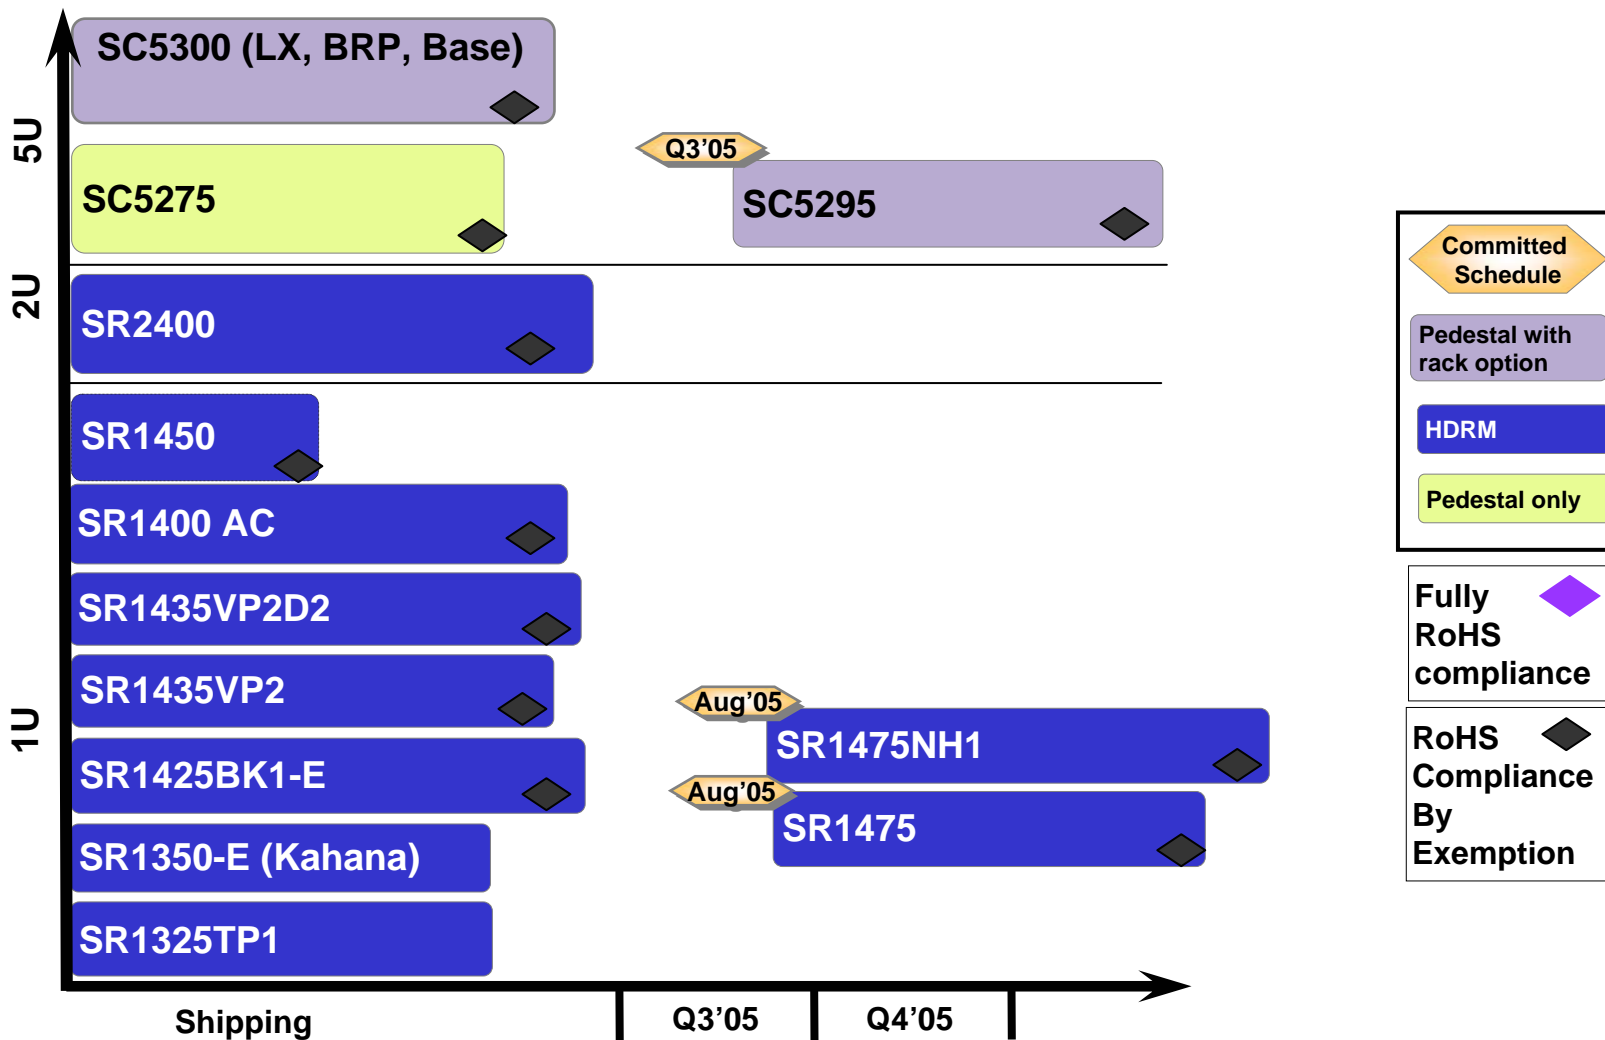 SC5300 (LX, BRP, Base)
5U
Q3’05
SC5275
SC5295
2U
SR2400
SR1450
SR1400 AC
SR1435VP2D2
SR1435VP2
1U
Aug’05
SR1475NH1
SR1425BK1-E
Aug’05
SR1475
SR1350-E (Kahana)
SR1325TP1
Shipping
Q3’05
Q4’05
Committed
Schedule
Pedestal with
rack option
HDRM
Pedestal only
Fully
RoHS
compliance
RoHS
Compliance
By
Exemption